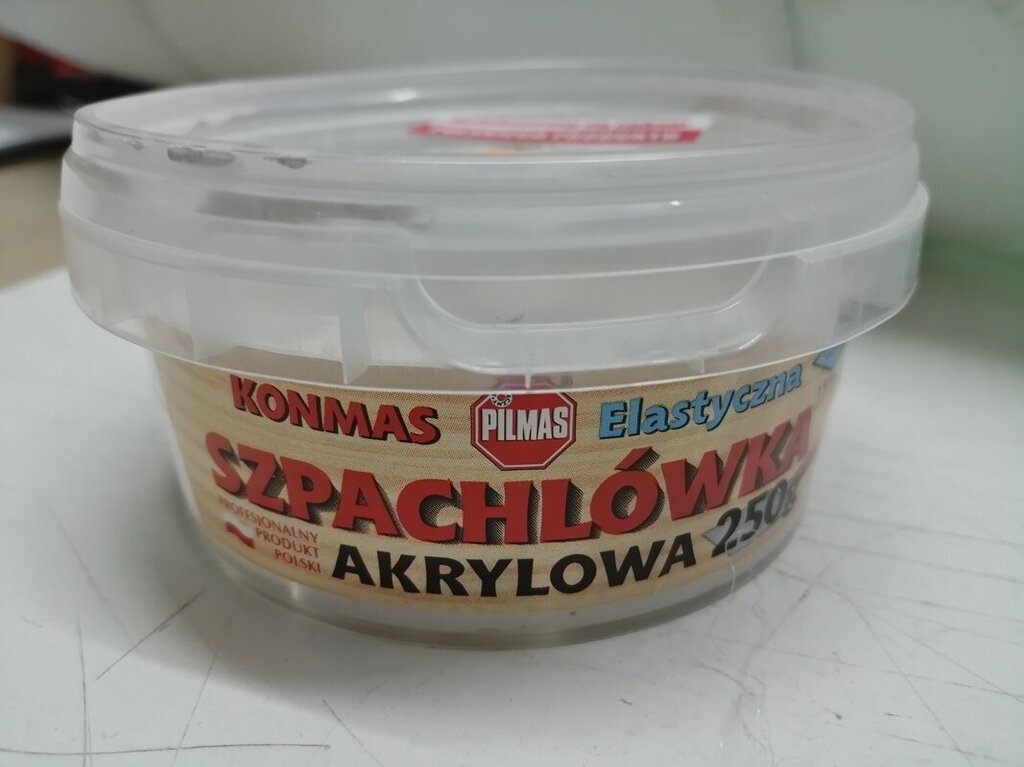 KONMAS PILMAS Elastyczna
SZPACHLÓWKA
PROFESJONALNY
PRODUKT
POLSKI
AKRYLOWA 250g